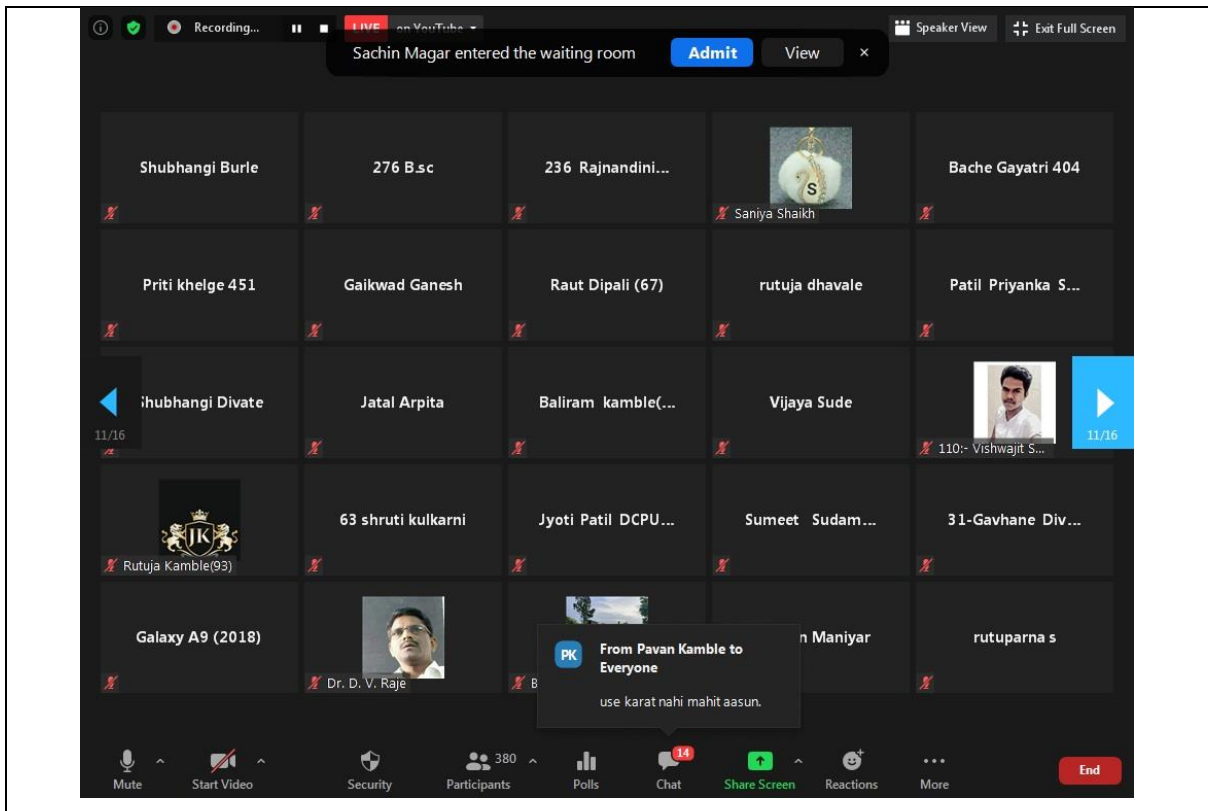 Recording...
LIVE on YouTube
Speaker View
Exit Full Screen
Sachin Magar entered the waiting room
Admit
View
Shubhangi Burle
276 B.sc
236 Rajnandini...
S
Saniya Shaikh
Bache Gayatri 404
Priti khelge 451
Gaikwad Ganesh
Raut Dipali (67)
rutuja dhavale
Patil Priyanka S...
11/16
hubhangi Divate
Jatal Arpita
Baliram kamble(...
Vijaya Sude
110:- Vishwajit S...
11/16
JK
Rutuja Kamble(93)
63 shruti kulkarni
Jyoti Patil DCPU...
Sumeet Sudam...
31-Gavhane Div...
Galaxy A9 (2018)
Dr. D. V. Raje
B
n Maniyar
rutuparna s
PK
From Pavan Kamble to
Everyone
use karat nahi mahit aasun.
Mute
Start Video
Security
380
Participants
Polls
14
Chat
Share Screen
Reactions
More
End